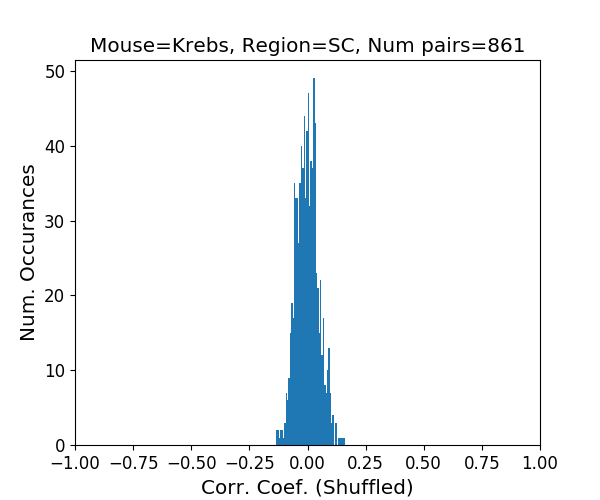 Mouse=Krebs, Region=SC, Num pairs=861
Num. Occurances
50
40
30
20
10
0
−1.00 −0.75 −0.50 −0.25 0.00 0.25 0.50 0.75 1.00
Corr. Coef. (Shuffled)